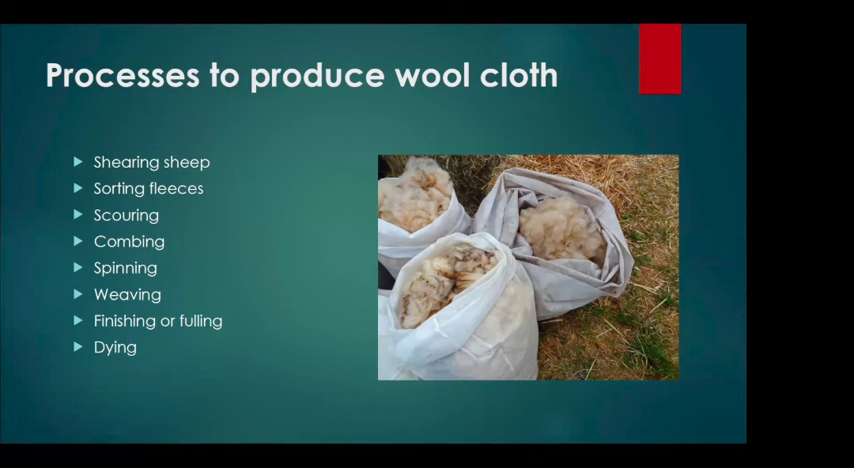 Processes to produce wool cloth
Shearing sheep
Sorting fleeces
Scouring
Combing
Spinning
Weaving
Finishing or fulling
Dying